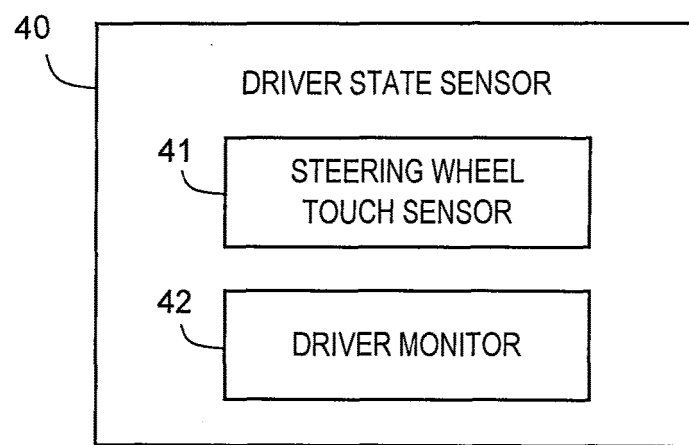 40
DRIVER STATE SENSOR
41
STEERING WHEEL
TOUCH SENSOR
42
DRIVER MONITOR